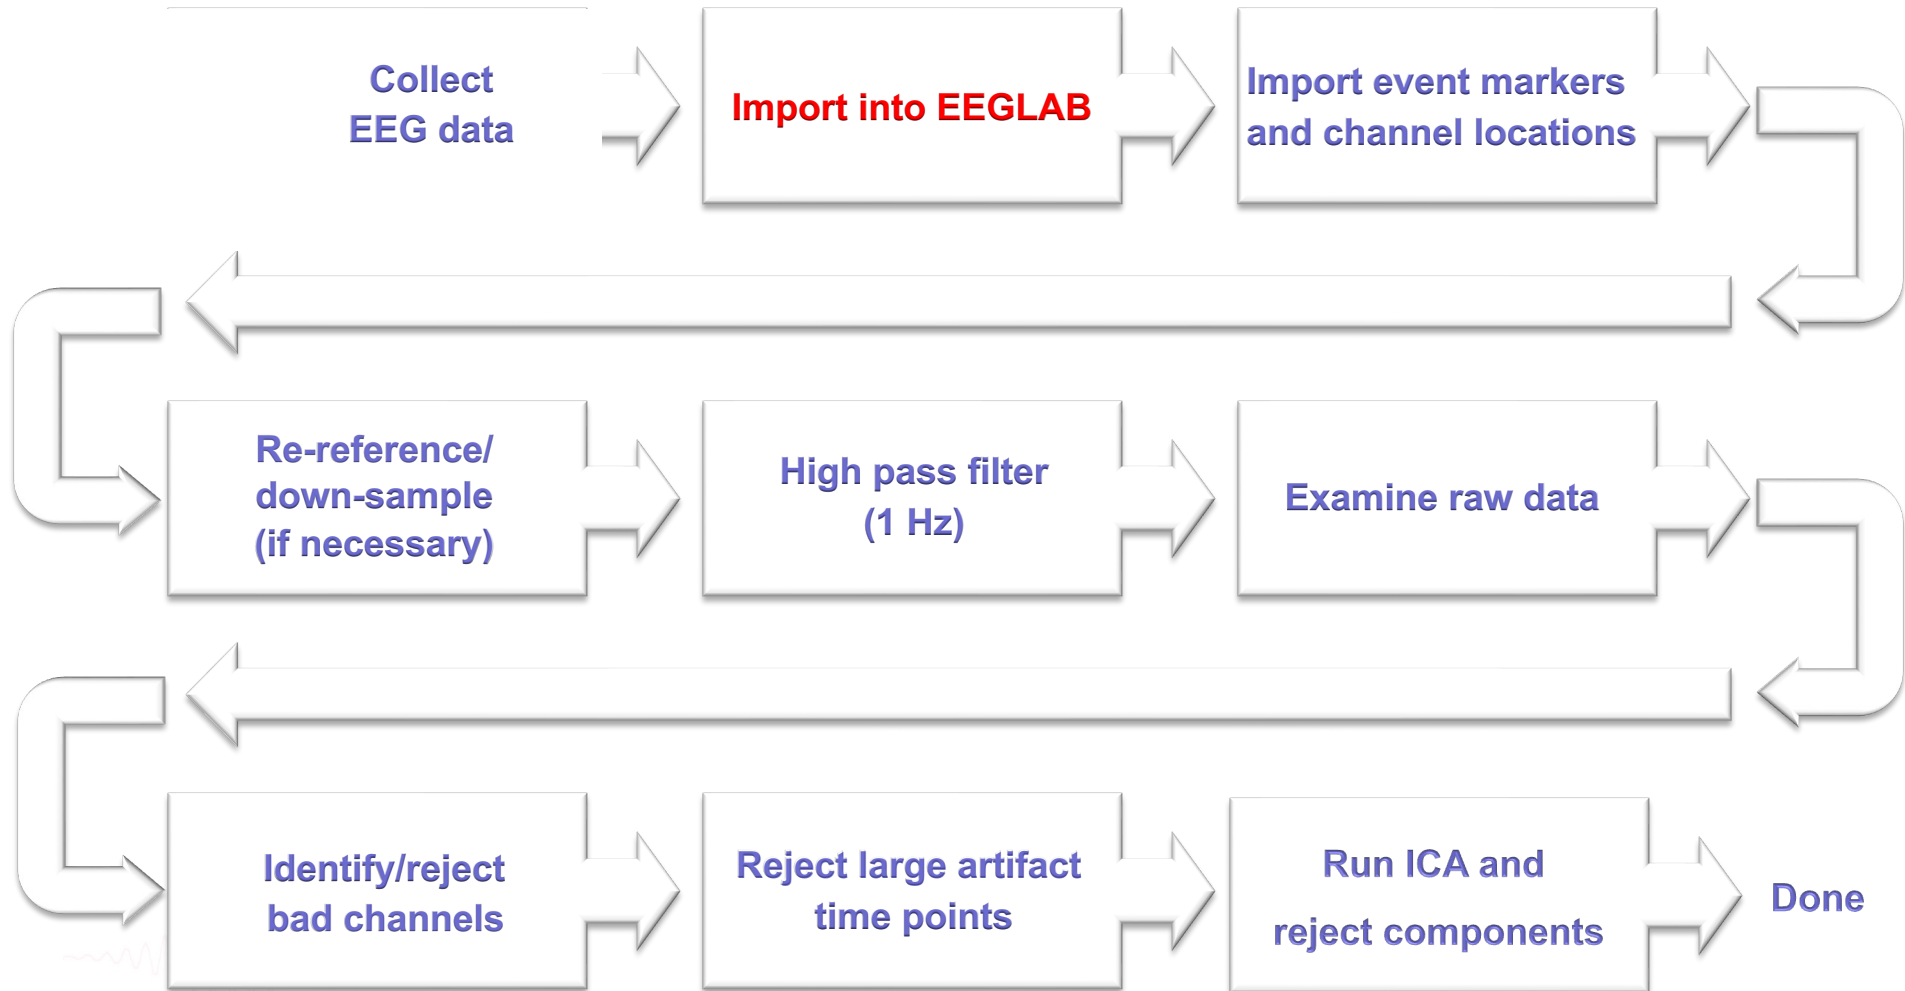 Collect
EEG data
Import into EEGLAB
Import event markers
and channel locations
Re-reference/
down-sample
(if necessary)
High pass filter
(1 Hz)
Examine raw data
Identify/reject
bad channels
Reject large artifact
time points
Run ICA and
reject components
Done